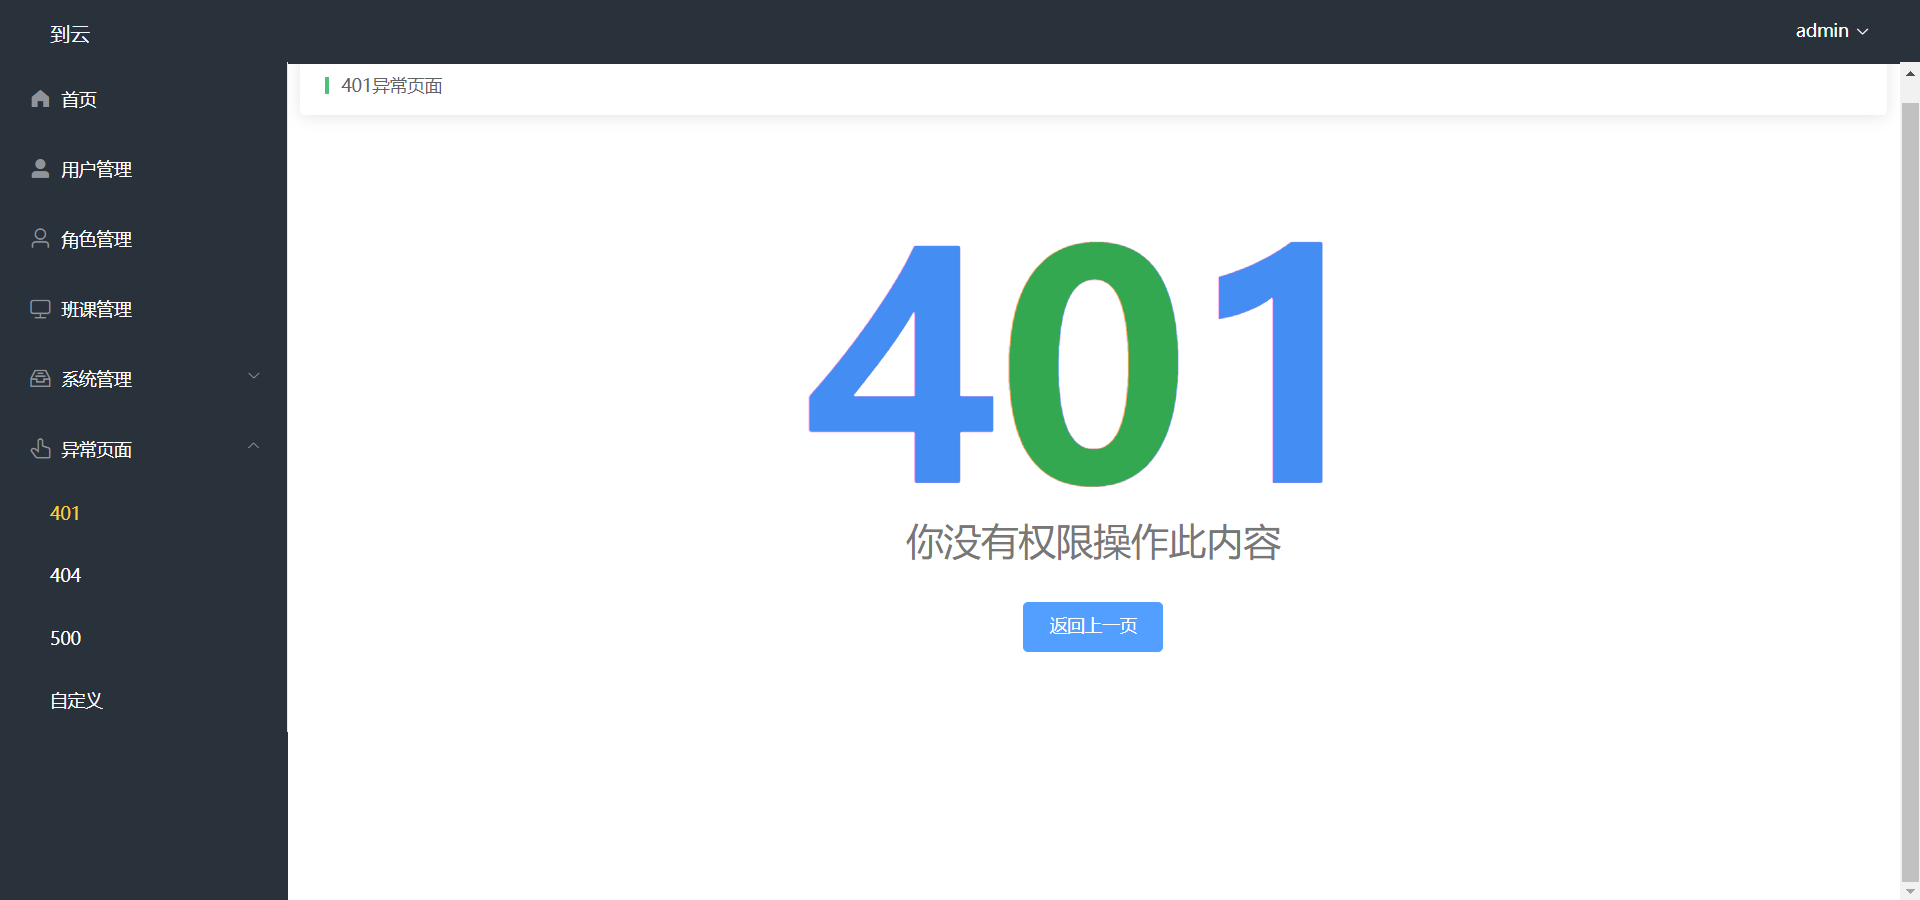 到云
admin
首页
用户管理
角色管理
班课管理
系统管理
异常页面
401
404
500
自定义
401异常页面
401
你没有权限操作此内容
返回上一页